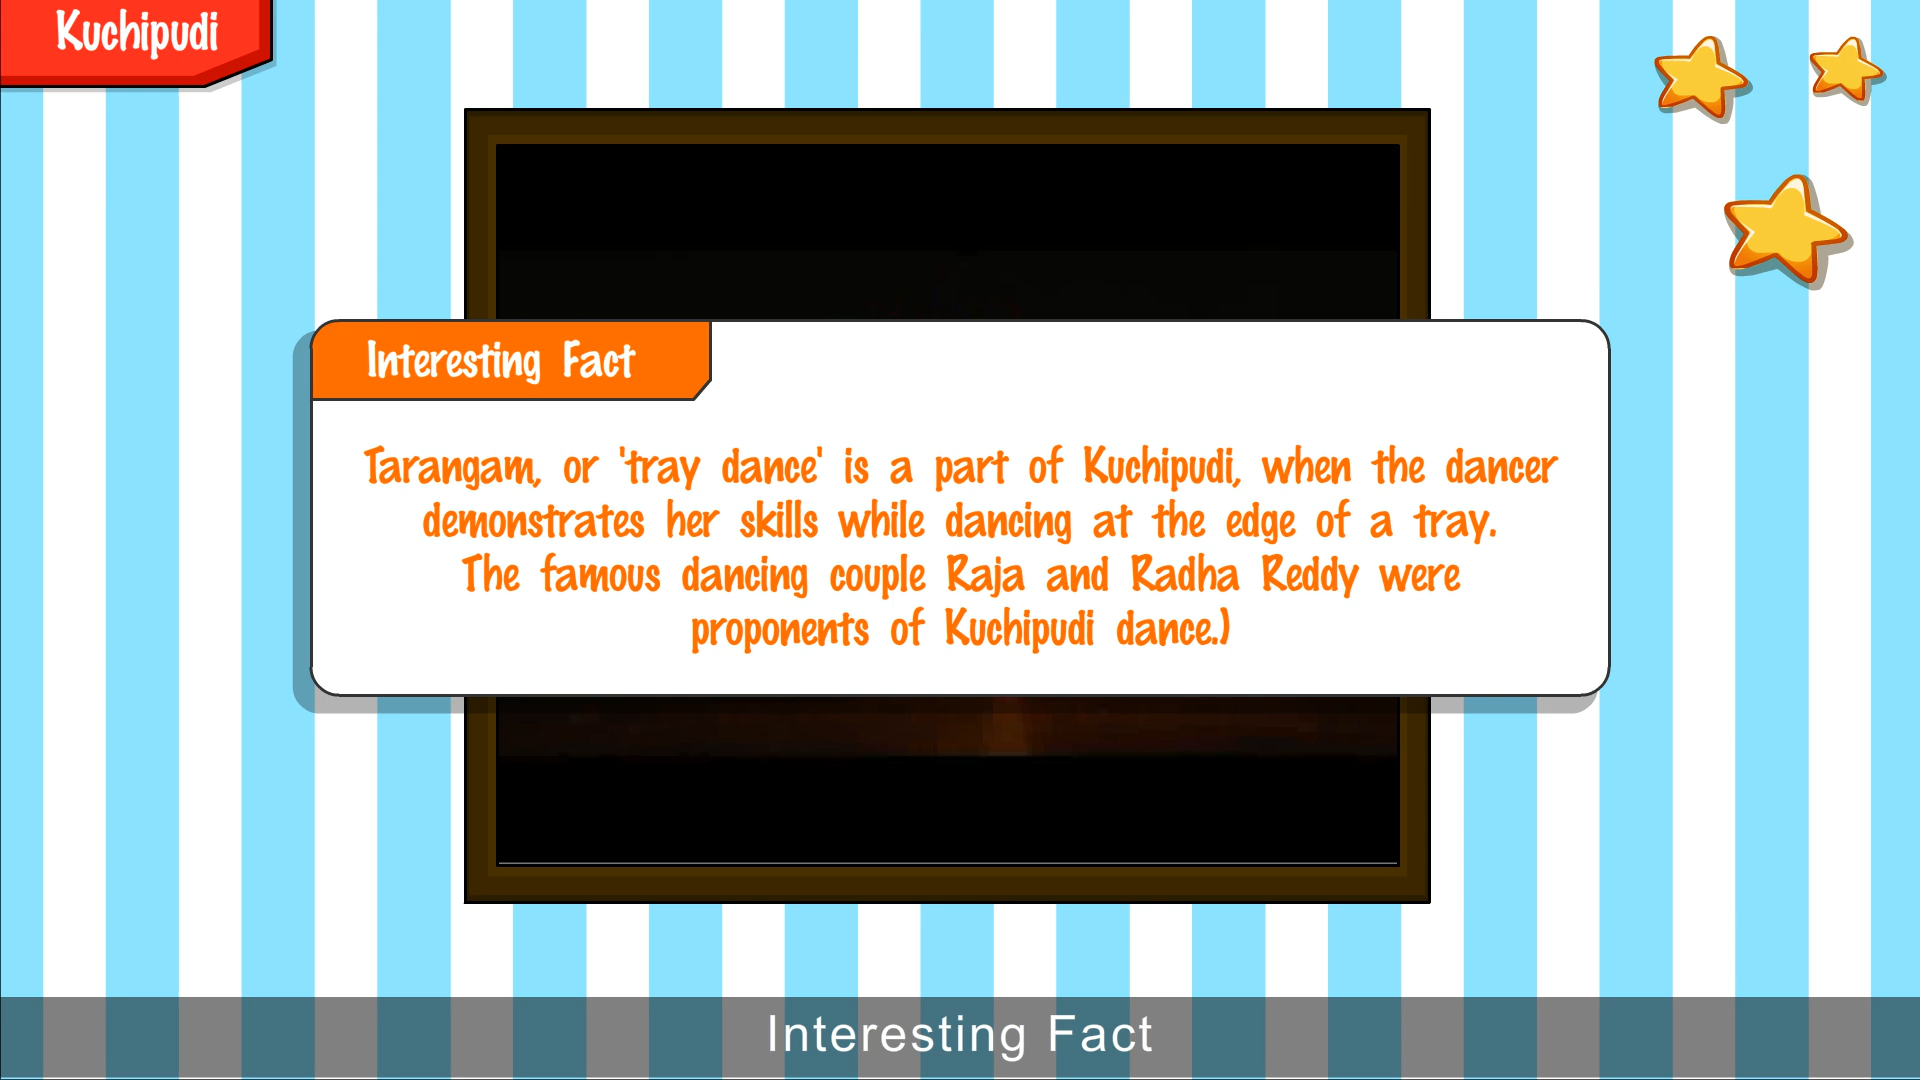 Kuchipudi
Interesting Fact
Tarangam, or 'tray dance' is a part of Kuchipudi, when the dancer
demonstrates her skills while dancing at the edge of a tray.
The famous dancing couple Raja and Radha Reddy were
proponents of Kuchipudi dance.)
Interesting Fact